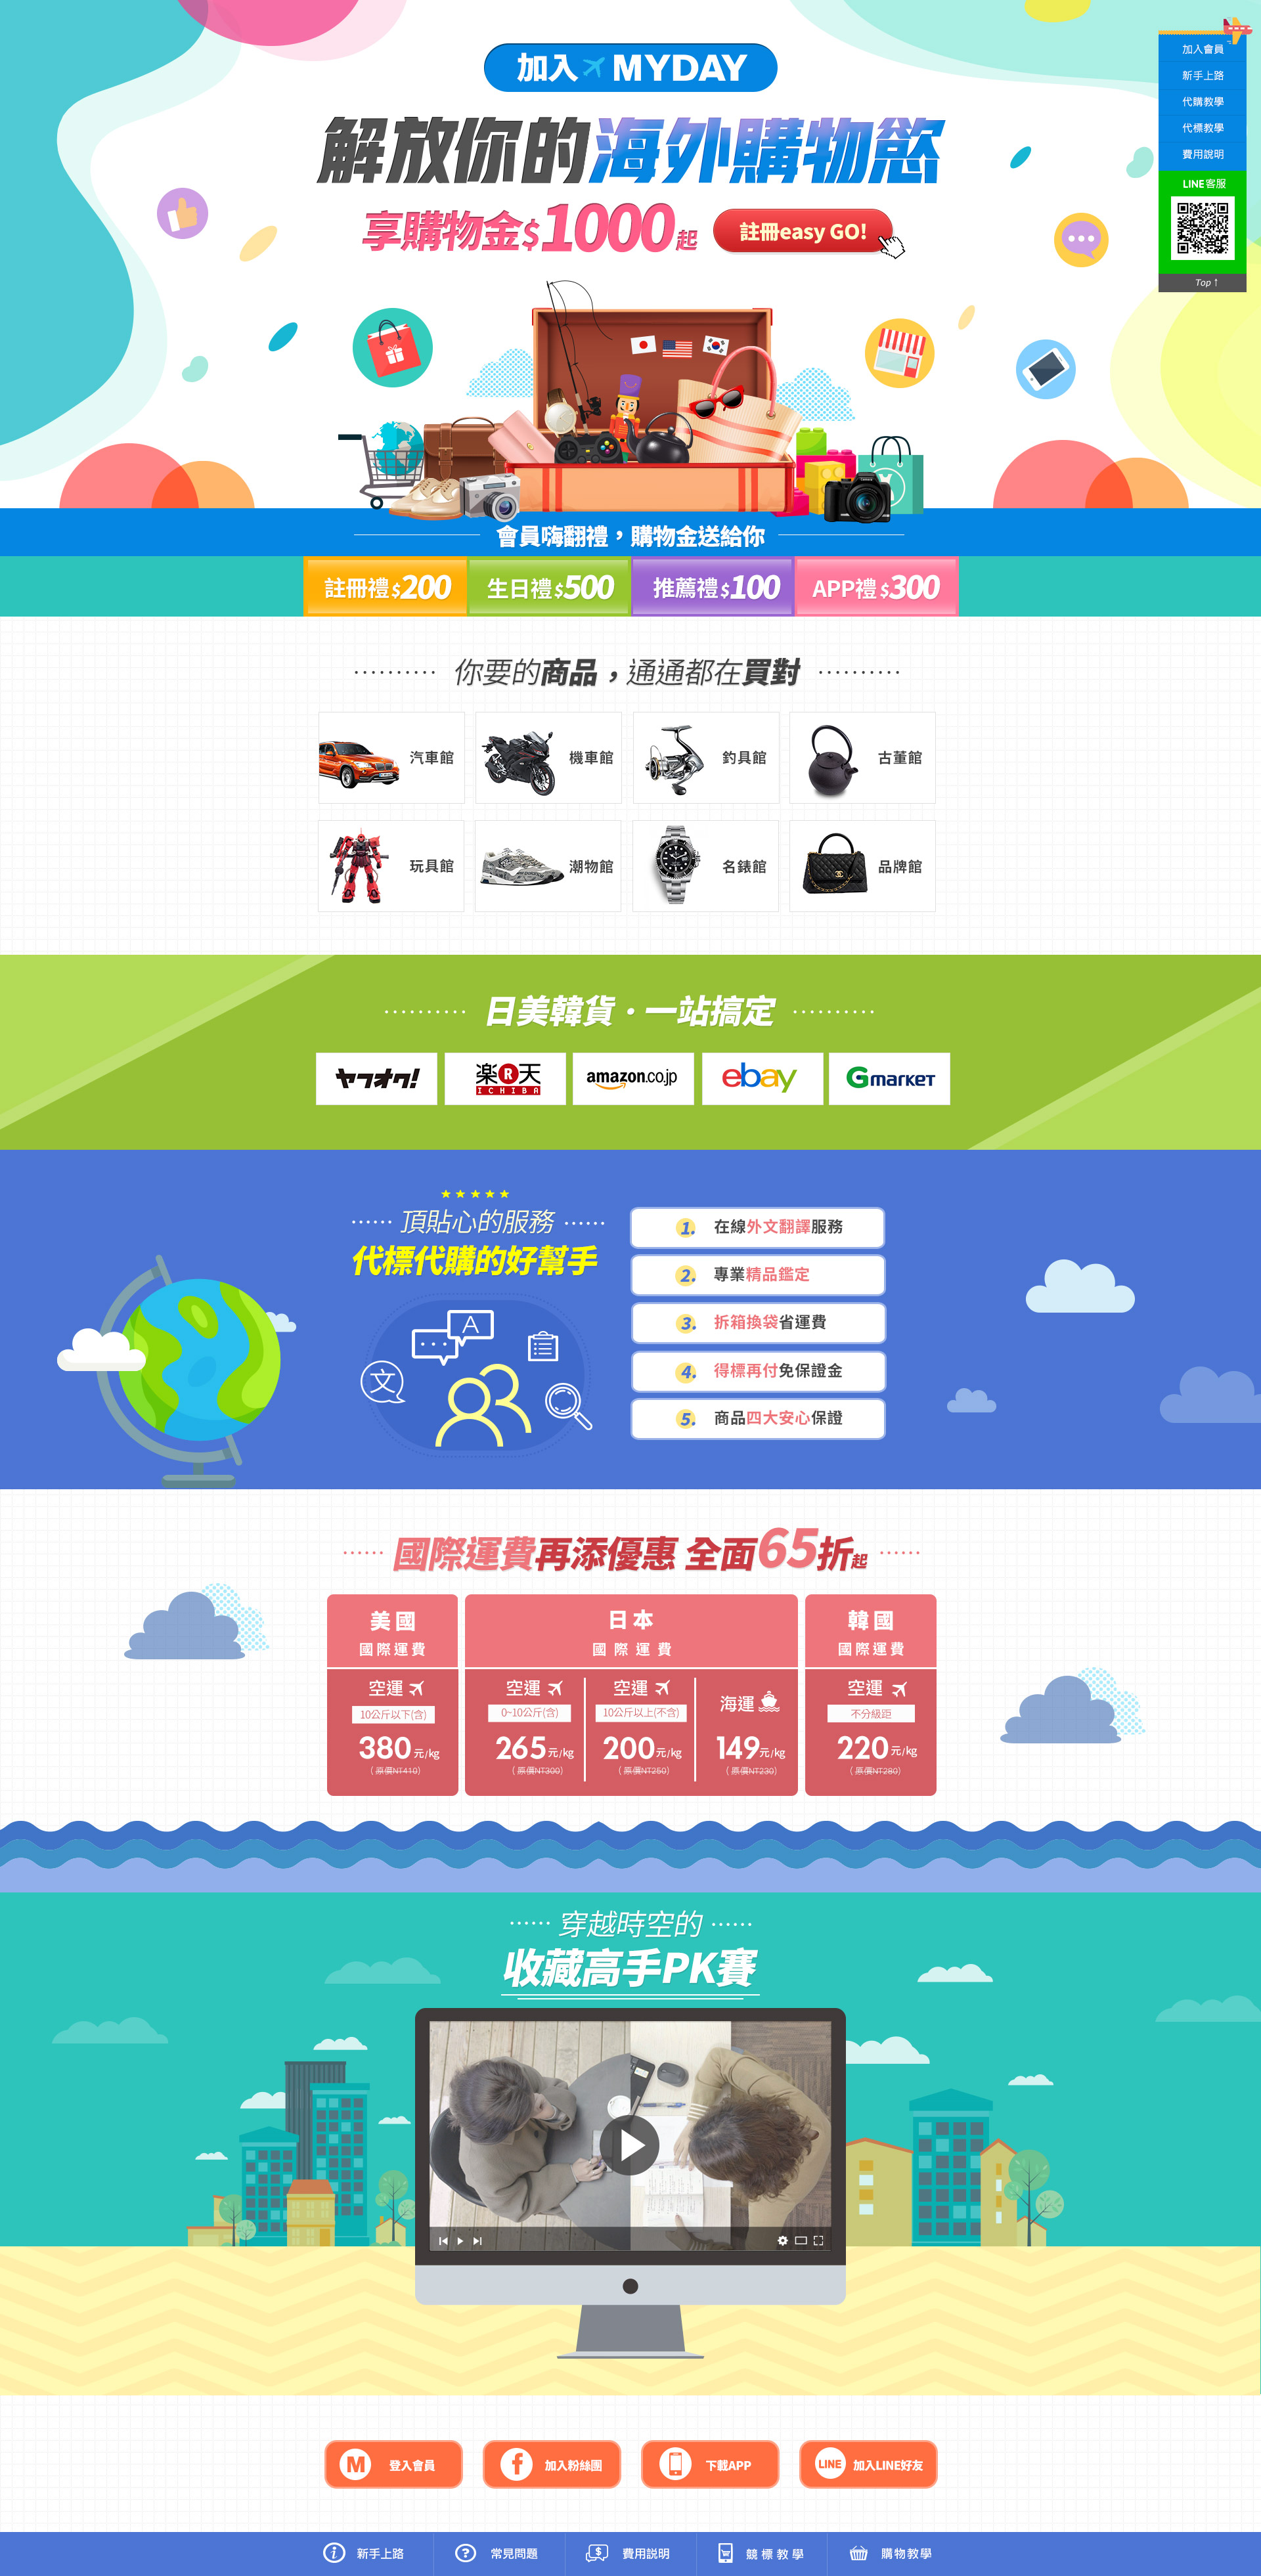 加入 MYDAY
解放你的海外購物慾
享購物金$1000起
註冊easy GO!
加入會員
新手上路
代購教學
代標教學
費用說明
LINE客服
Top↑
會員嗨翻禮，購物金送給你
註冊禮$200
生日禮$500
推薦禮$100
APP禮$300
你要的商品，通通都在買對
汽車館
機車館
釣具館
古董館
玩具館
潮物館
名錶館
品牌館
日美韓貨・一站搞定
ヤフオク!
楽R天
ICHIBA
amazon.co.jp
ebay
Gmarket
頂貼心的服務
代標代購的好幫手
A
文
1. 在線外文翻譯服務
2. 專業精品鑑定
3. 拆箱換袋省運費
4. 得標再付免保證金
5. 商品四大安心保證
國際運費再添優惠 全面65折起
美國
國際運費
空運
10公斤以下(含)
380元/kg
(原價NT410)
日本
國際運費
空運
0~10公斤(含)
265元/kg
(原價NT300)
空運
10公斤以上(不含)
200元/kg
(原價NT250)
海運
149元/kg
(原價NT230)
韓國
國際運費
空運
不分級距
220元/kg
(原價NT280)
穿越時空的
收藏高手PK賽
M 登入會員
f 加入粉絲團
下載APP
LINE 加入LINE好友
新手上路
常見問題
費用說明
競標教學
購物教學